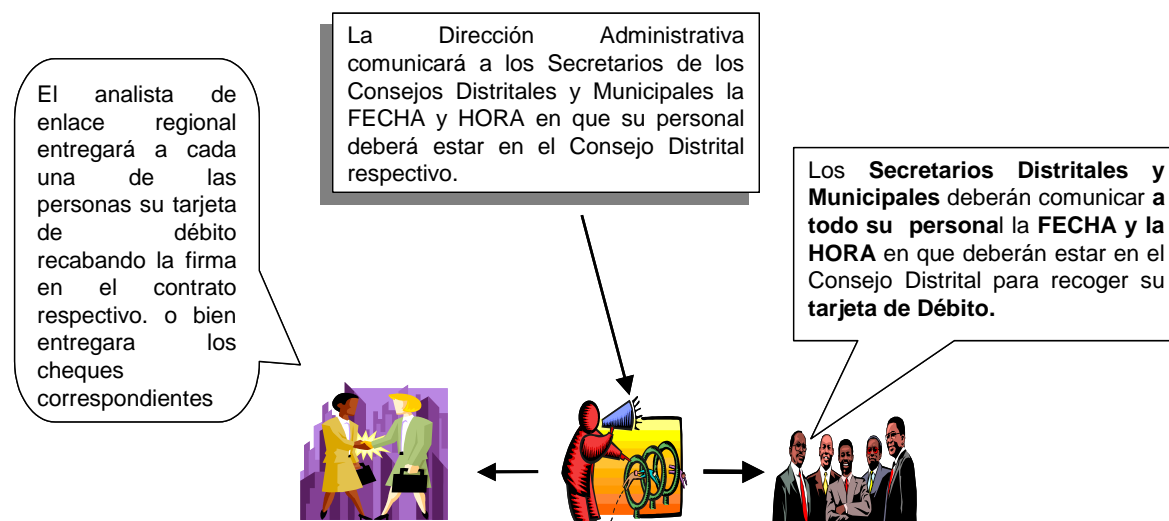 La Dirección Administrativa
comunicará a los Secretarios de los
Consejos Distritales y Municipales la
FECHA y HORA en que su personal
deberá estar en el Consejo Distrital
respectivo.
El analista de
enlace regional
entregará a cada
una de las
personas su tarjeta
de débito
recabando la firma
en el contrato
respectivo. o bien
entregara los
cheques
correspondientes
Los Secretarios Distritales y
Municipales deberán comunicar a
todo su personal la FECHA y la
HORA en que deberán estar en el
Consejo Distrital para recoger su
tarjeta de Débito.